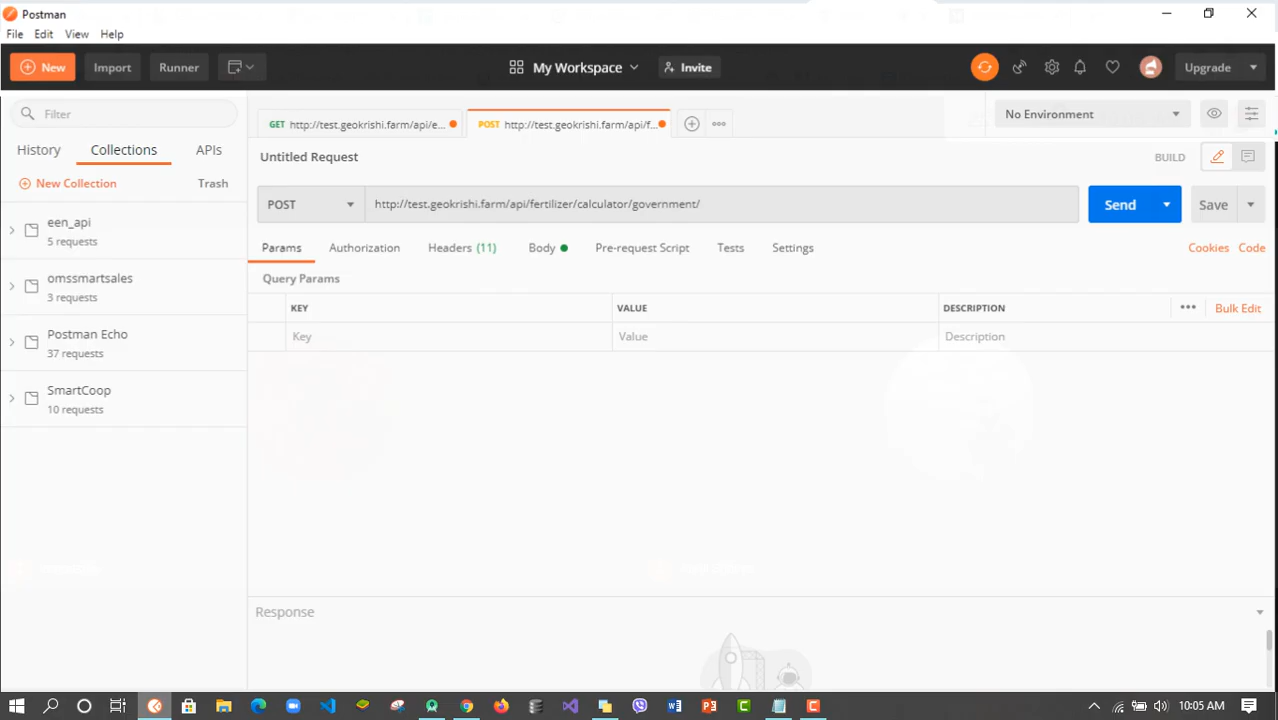 Postman
File Edit View Help
New Import Runner My Workspace Invite Upgrade
Filter
History Collections APIs
New Collection Trash
een_api
5 requests
omssmartsales
3 requests
Postman Echo
37 requests
SmartCoop
10 requests
GET http://test.geokrishi.farm/api/e... POST http://test.geokrishi.farm/api/f... No Environment
Untitled Request BUILD
POST http://test.geokrishi.farm/api/fertilizer/calculator/government/ Send Save
Params Authorization Headers (11) Body Pre-request Script Tests Settings Cookies Code
Query Params
KEY VALUE DESCRIPTION Bulk Edit
Key Value Description
Response
10:05 AM